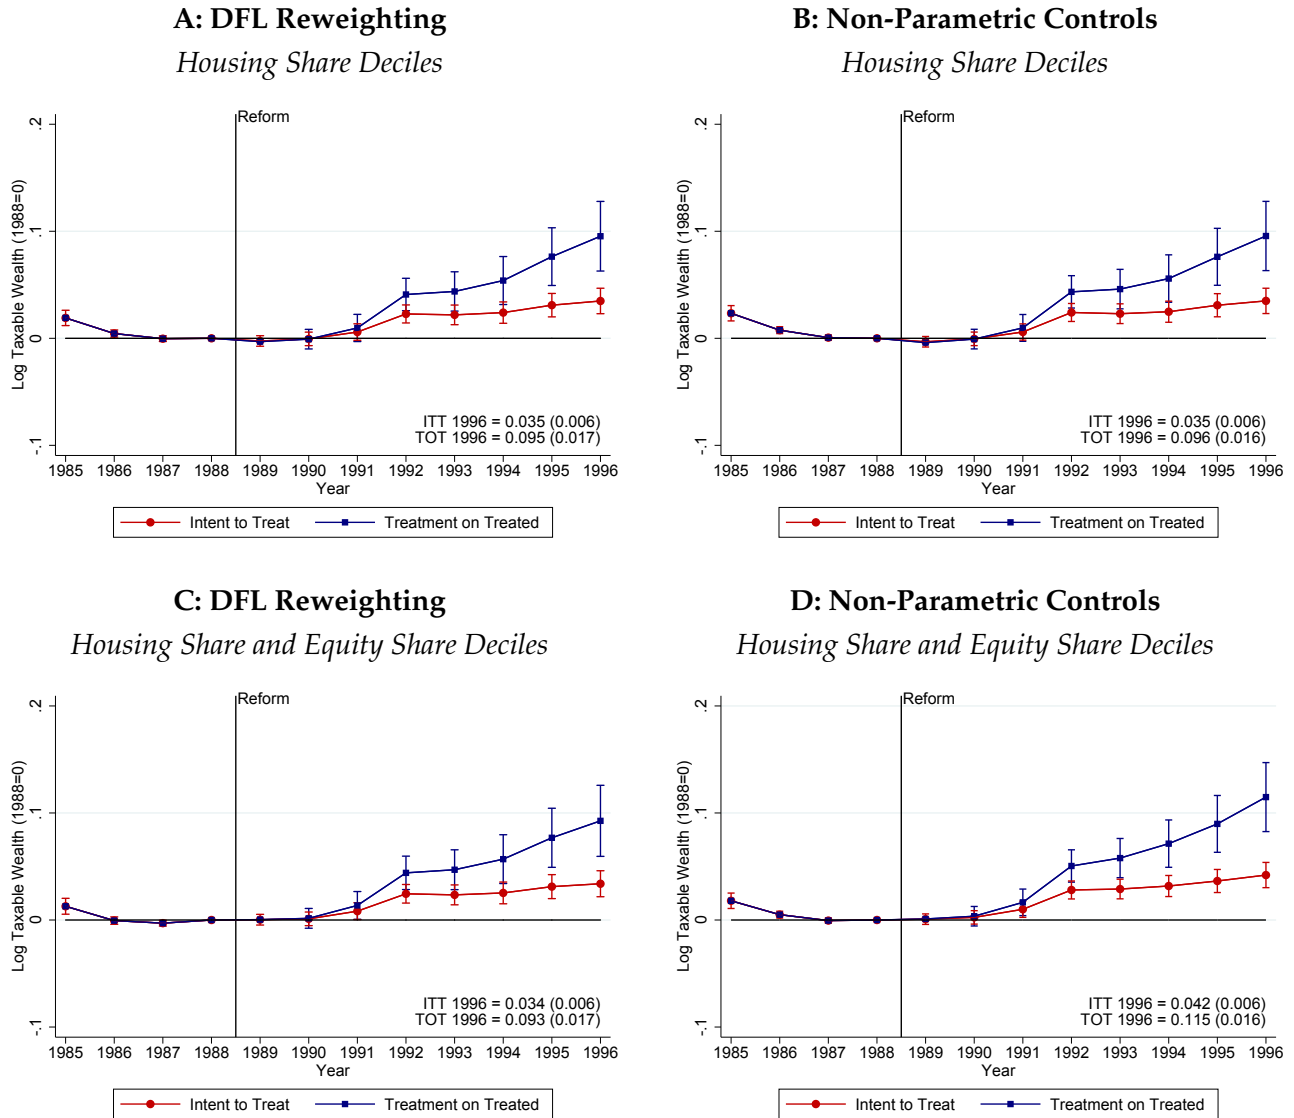 A: DFL Reweighting
Housing Share Deciles
Reform
Log Taxable Wealth (1988=0)
.2
.1
0
-.1
ITT 1996 = 0.035 (0.006)
TOT 1996 = 0.095 (0.017)
1985 1986 1987 1988 1989 1990 1991 1992 1993 1994 1995 1996
Year
Intent to Treat Treatment on Treated
B: Non-Parametric Controls
Housing Share Deciles
Reform
Log Taxable Wealth (1988=0)
.2
.1
0
-.1
ITT 1996 = 0.035 (0.006)
TOT 1996 = 0.096 (0.016)
1985 1986 1987 1988 1989 1990 1991 1992 1993 1994 1995 1996
Year
Intent to Treat Treatment on Treated
C: DFL Reweighting
Housing Share and Equity Share Deciles
Reform
Log Taxable Wealth (1988=0)
.2
.1
0
-.1
ITT 1996 = 0.034 (0.006)
TOT 1996 = 0.093 (0.017)
1985 1986 1987 1988 1989 1990 1991 1992 1993 1994 1995 1996
Year
Intent to Treat Treatment on Treated
D: Non-Parametric Controls
Housing Share and Equity Share Deciles
Reform
Log Taxable Wealth (1988=0)
.2
.1
0
-.1
ITT 1996 = 0.042 (0.006)
TOT 1996 = 0.115 (0.016)
1985 1986 1987 1988 1989 1990 1991 1992 1993 1994 1995 1996
Year
Intent to Treat Treatment on Treated